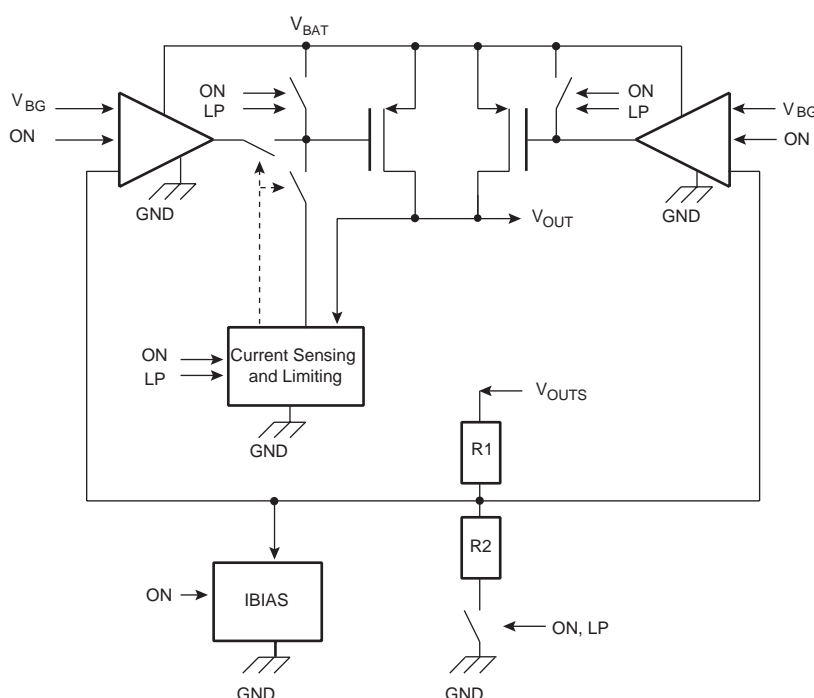 VBAT
ON
LP
ON
LP
VBG
ON
VBG
ON
GND
GND
VOUT
ON
LP
Current Sensing
and Limiting
GND
VOUTS
R1
R2
ON
IBIAS
ON, LP
GND
GND